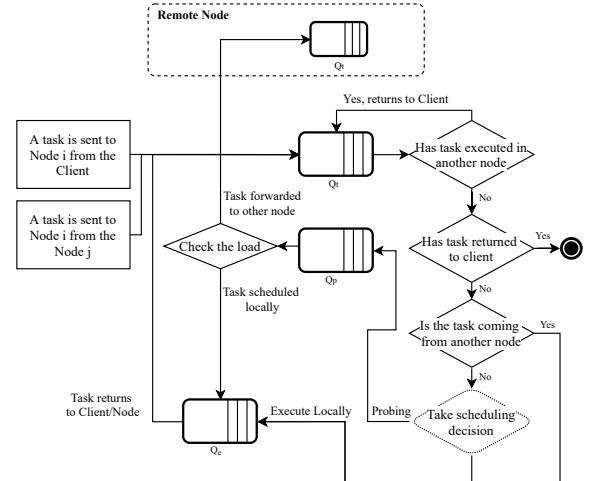 Remote Node
Qt
Yes, returns to Client
A task is sent to
Node i from the
Client
Has task executed in
another node
Qt
No
Task forwarded
to other node
A task is sent to
Node i from the
Node j
Check the load
Qp
Has task returned
to client
Yes
No
Task scheduled
locally
Is the task coming
from another node
Yes
No
Task returns
to Client/Node
Execute Locally
Probing
Take scheduling
decision
Qe